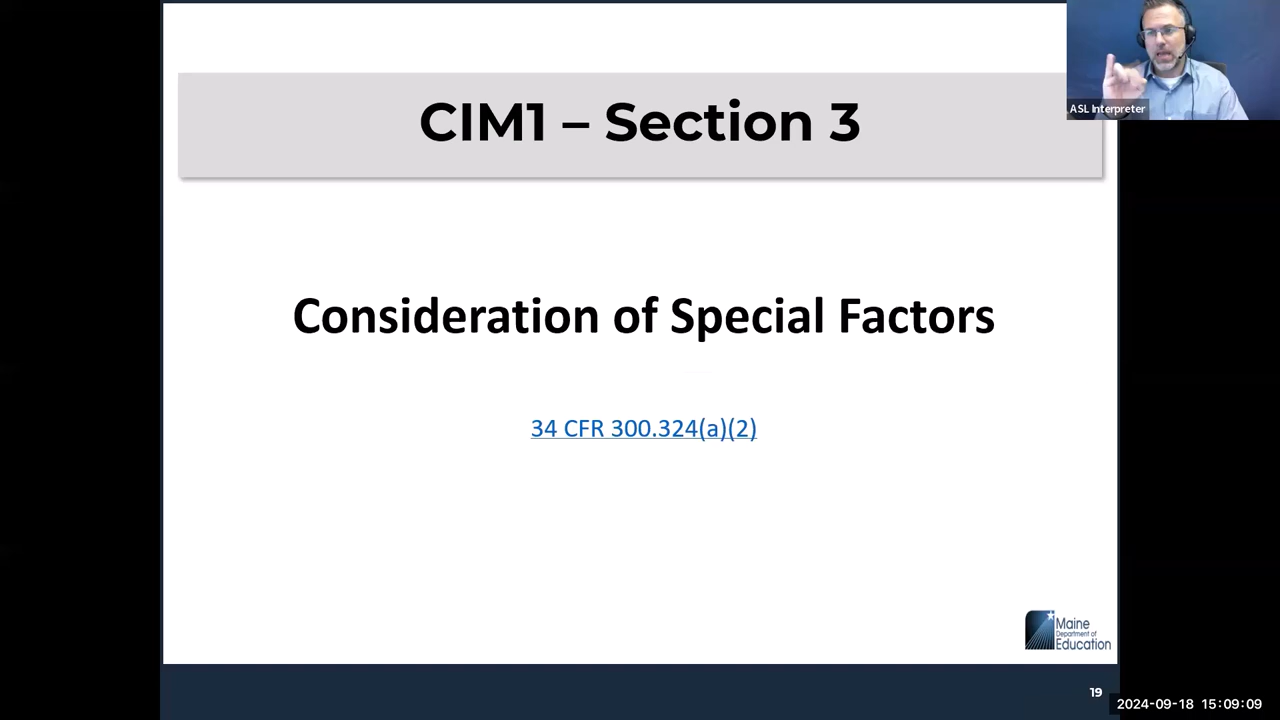 CIM1 – Section 3
ASL Interpreter
Consideration of Special Factors
34 CFR 300.324(a)(2)
Maine
Department of
Education
19
2024-09-18 15:09:09